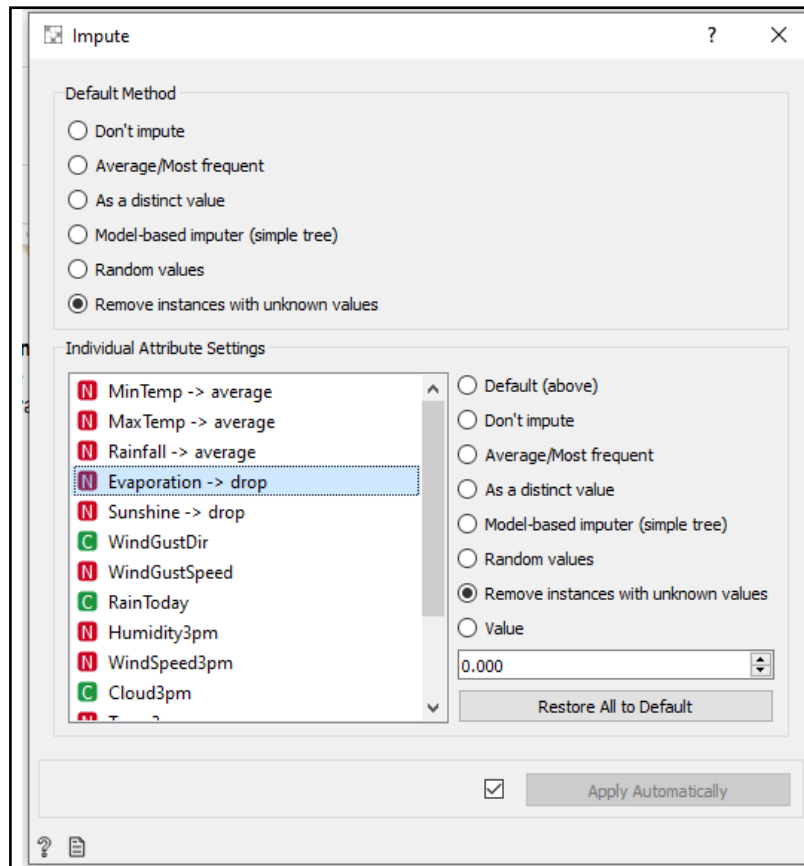 Impute
?
Default Method
Don't impute
Average/Most frequent
As a distinct value
Model-based imputer (simple tree)
Random values
Remove instances with unknown values
Individual Attribute Settings
N MinTemp -> average
N MaxTemp -> average
N Rainfall -> average
N Evaporation -> drop
N Sunshine -> drop
C WindGustDir
N WindGustSpeed
C RainToday
N Humidity3pm
N WindSpeed3pm
C Cloud3pm
Default (above)
Don't impute
Average/Most frequent
As a distinct value
Model-based imputer (simple tree)
Random values
Remove instances with unknown values
Value
0.000
Restore All to Default
Apply Automatically
?